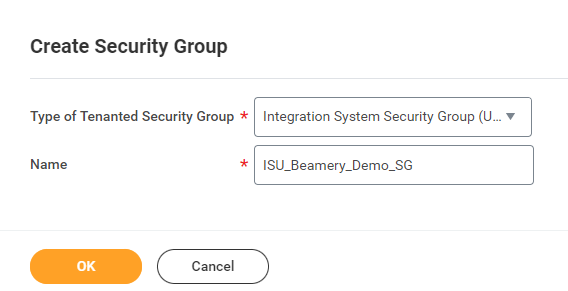 Create Security Group
Type of Tenanted Security Group * Integration System Security Group (U...
Name * ISU_Beamery_Demo_SG
OK Cancel